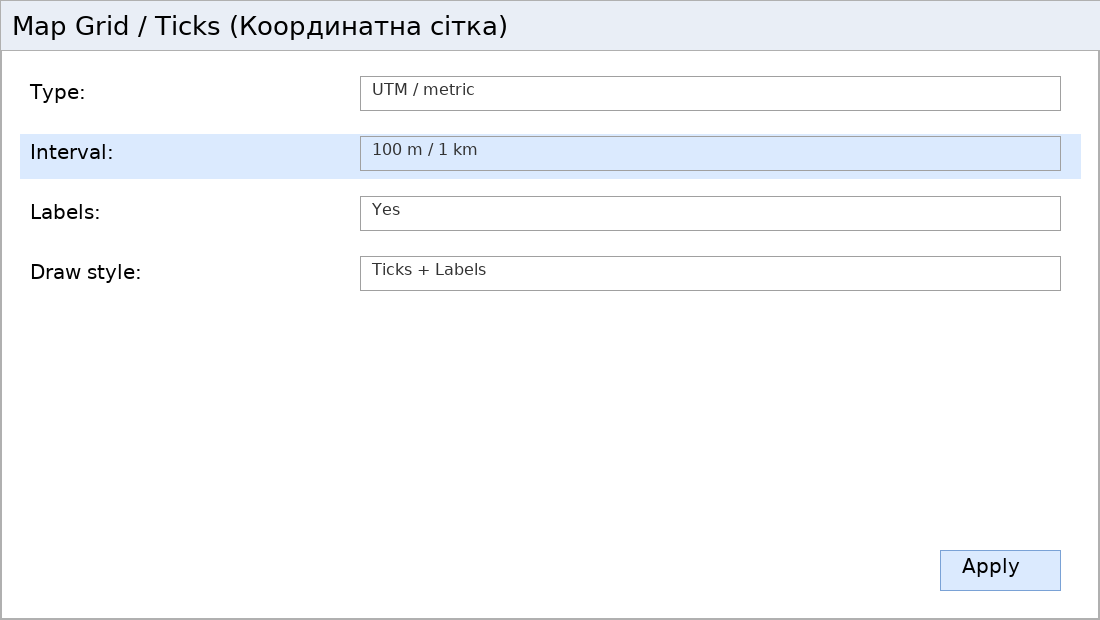 Map Grid / Ticks (Координатна сітка)
Type: UTM / metric
Interval: 100 m / 1 km
Labels: Yes
Draw style: Ticks + Labels
Apply